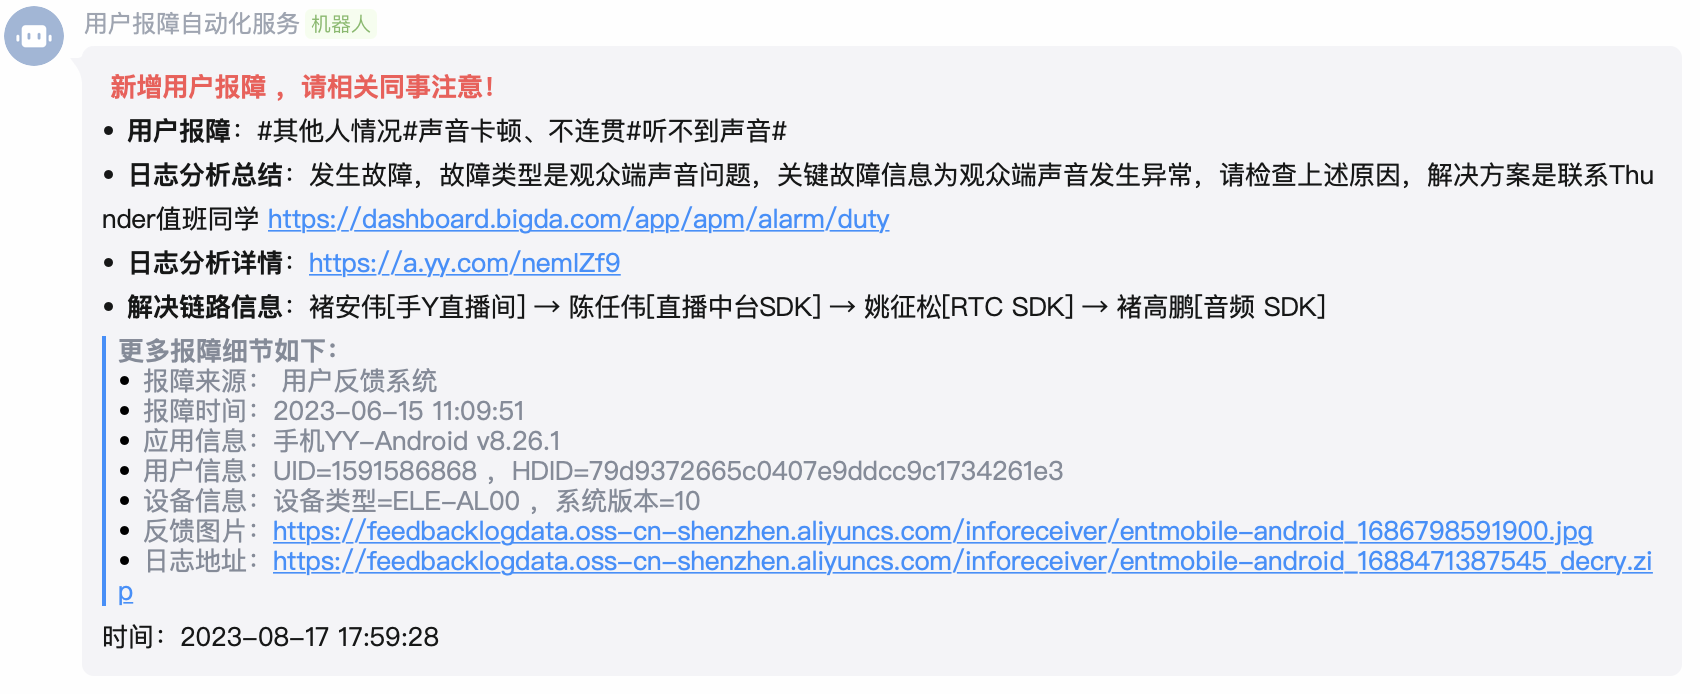 用户报障自动化服务 机器人
新增用户报障 ，请相关同事注意！
• 用户报障：#其他人情况#声音卡顿、不连贯#听不到声音#
• 日志分析总结：发生故障，故障类型是观众端声音问题，关键故障信息为观众端声音发生异常，请检查上述原因，解决方案是联系Thu
nder值班同学 https://dashboard.bigda.com/app/apm/alarm/duty
• 日志分析详情：https://a.yy.com/nemlZf9
• 解决链路信息：褚安伟[手Y直播间] → 陈任伟[直播中台SDK] → 姚征松[RTC SDK] → 褚高鹏[音频 SDK]
更多报障细节如下：
• 报障来源： 用户反馈系统
• 报障时间：2023-06-15 11:09:51
• 应用信息：手机YY-Android v8.26.1
• 用户信息：UID=1591586868 ，HDID=79d9372665c0407e9ddcc9c1734261e3
• 设备信息：设备类型=ELE-AL00 ，系统版本=10
• 反馈图片：https://feedbacklogdata.oss-cn-shenzhen.aliyuncs.com/inforeceiver/entmobile-android_1686798591900.jpg
• 日志地址：https://feedbacklogdata.oss-cn-shenzhen.aliyuncs.com/inforeceiver/entmobile-android_1688471387545_decry.zi
p
时间：2023-08-17 17:59:28